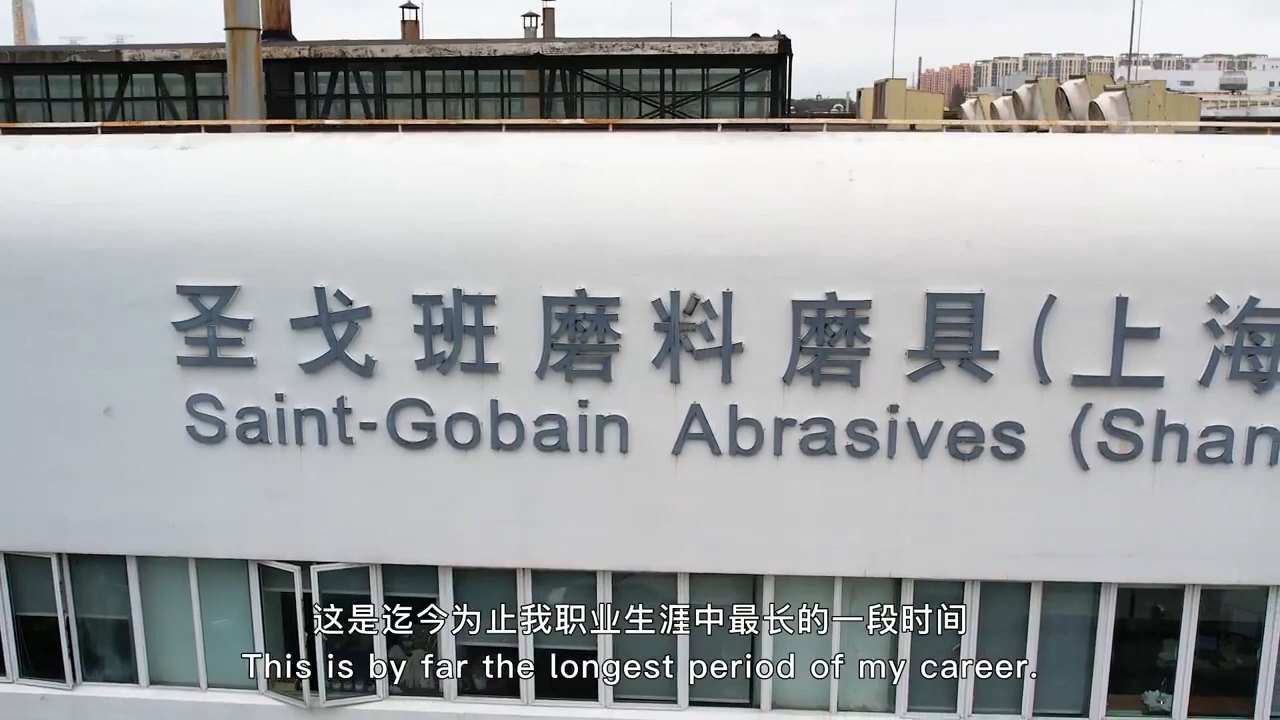 圣戈班磨料磨具(上海
Saint-Gobain Abrasives (Shan
这是迄今为止我职业生涯中最长的一段时间
This is by far the longest period of my career.